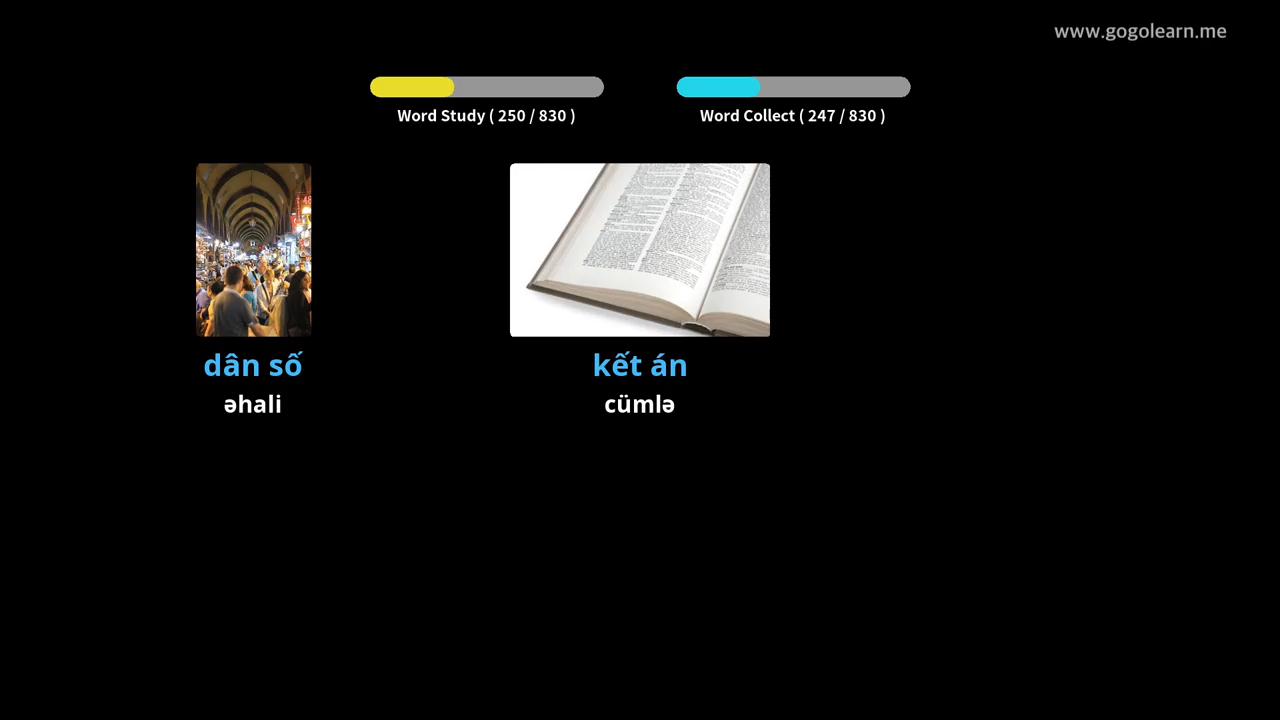 www.gogolearn.me
Word Study ( 250 / 830 )
Word Collect ( 247 / 830 )
dân số
əhali
kết án
cümlə